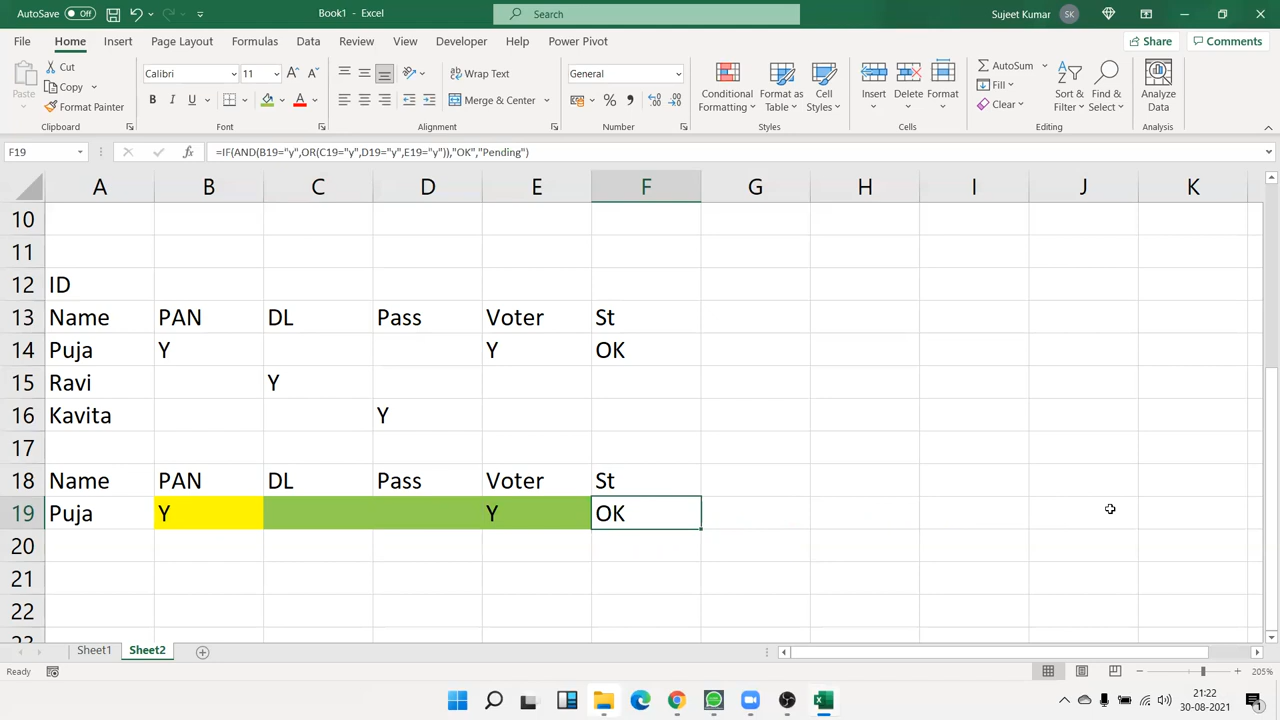 AutoSave Off Book1 - Excel Search Sujeet Kumar SK
File Home Insert Page Layout Formulas Data Review View Developer Help Power Pivot Share Comments
Paste Cut Copy Format Painter Clipboard
Calibri 11 B I U A Font
Wrap Text Merge & Center Alignment
General % Number
Conditional Formatting Format as Table Cell Styles Styles
Insert Delete Format Cells
AutoSum Fill Clear Sort & Filter Find & Select Editing
Analyze Data Analysis
F19 fx =IF(AND(B19="y",OR(C19="y",D19="y",E19="y")),"OK","Pending")
A B C D E F G H I J K
10
11
12 ID
13 Name PAN DL Pass Voter St
14 Puja Y Y OK
15 Ravi Y
16 Kavita Y
17
18 Name PAN DL Pass Voter St
19 Puja Y Y OK
20
21
22
23
Sheet1 Sheet2
Ready 205%
21:22
30-08-2021